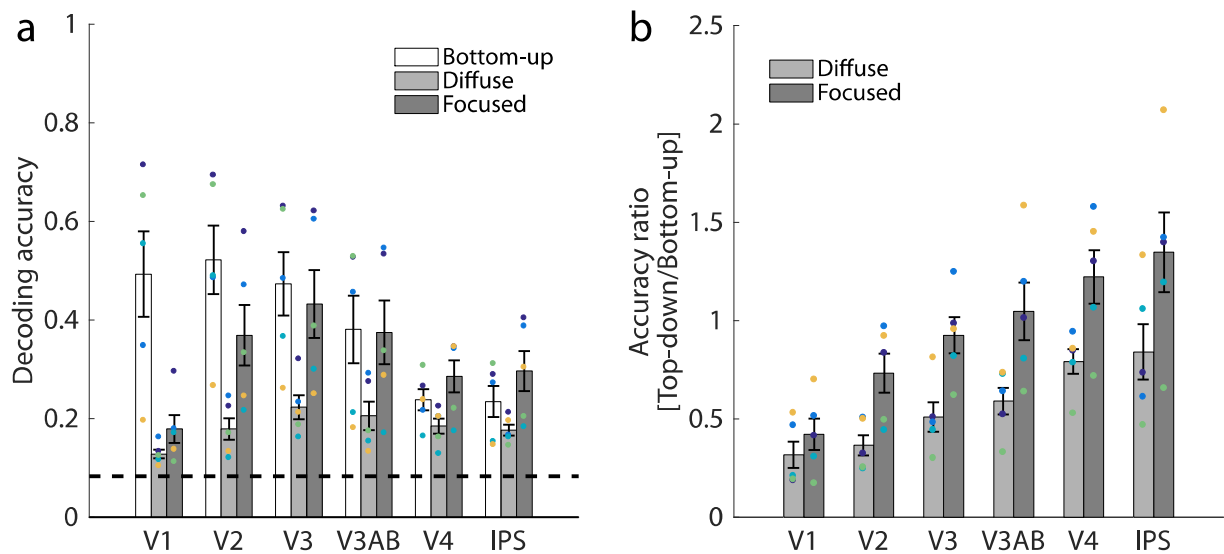 a
Decoding accuracy
1
0.8
0.6
0.4
0.2
0
Bottom-up
Diffuse
Focused
V1 V2 V3 V3AB V4 IPS
b
Accuracy ratio
[Top-down/Bottom-up]
2.5
2
1.5
1
0.5
0
Diffuse
Focused
V1 V2 V3 V3AB V4 IPS